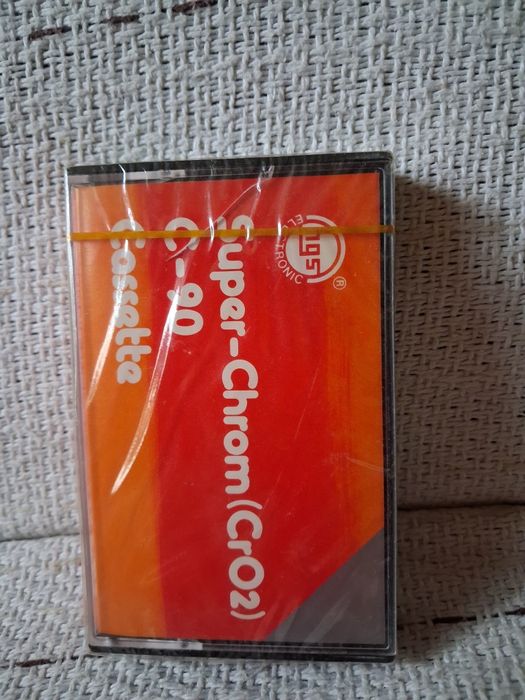 ELECTRONIC
®
Super-Chrom(CrO2)
C-90
Cassette